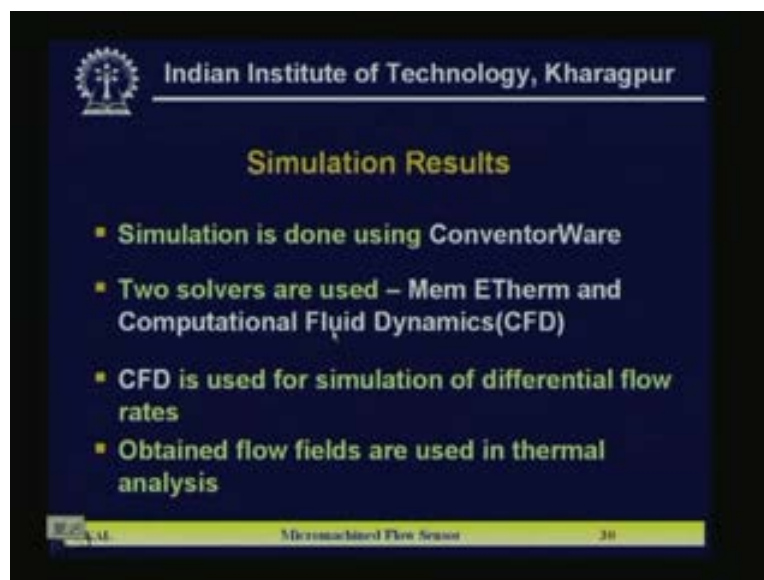 Indian Institute of Technology, Kharagpur
Simulation Results
Simulation is done using ConventorWare
Two solvers are used – Mem ETherm and
Computational Fluid Dynamics(CFD)
CFD is used for simulation of differential flow
rates
Obtained flow fields are used in thermal
analysis
Micromachined Flow Sensor 30